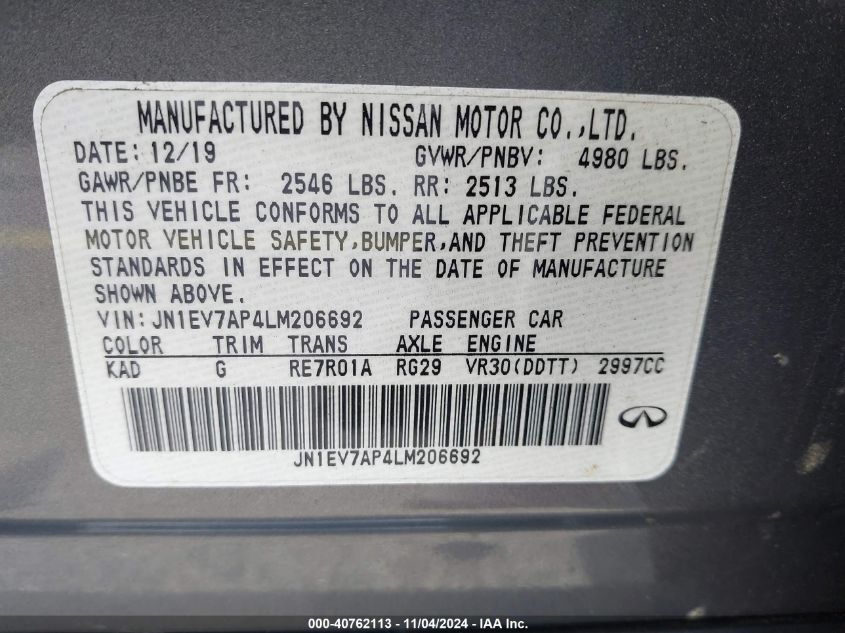 MANUFACTURED BY NISSAN MOTOR CO.,LTD.
DATE: 12/19 GVWR/PNBV: 4980 LBS.
GAWR/PNBE FR: 2546 LBS. RR: 2513 LBS.
THIS VEHICLE CONFORMS TO ALL APPLICABLE FEDERAL
MOTOR VEHICLE SAFETY,BUMPER,AND THEFT PREVENTION
STANDARDS IN EFFECT ON THE DATE OF MANUFACTURE
SHOWN ABOVE.
VIN: JN1EV7AP4LM206692 PASSENGER CAR
COLOR TRIM TRANS AXLE ENGINE
KAD G RE7R01A RG29 VR30(DDTT) 2997CC
JN1EV7AP4LM206692
000-40762113 - 11/04/2024 - IAA Inc.